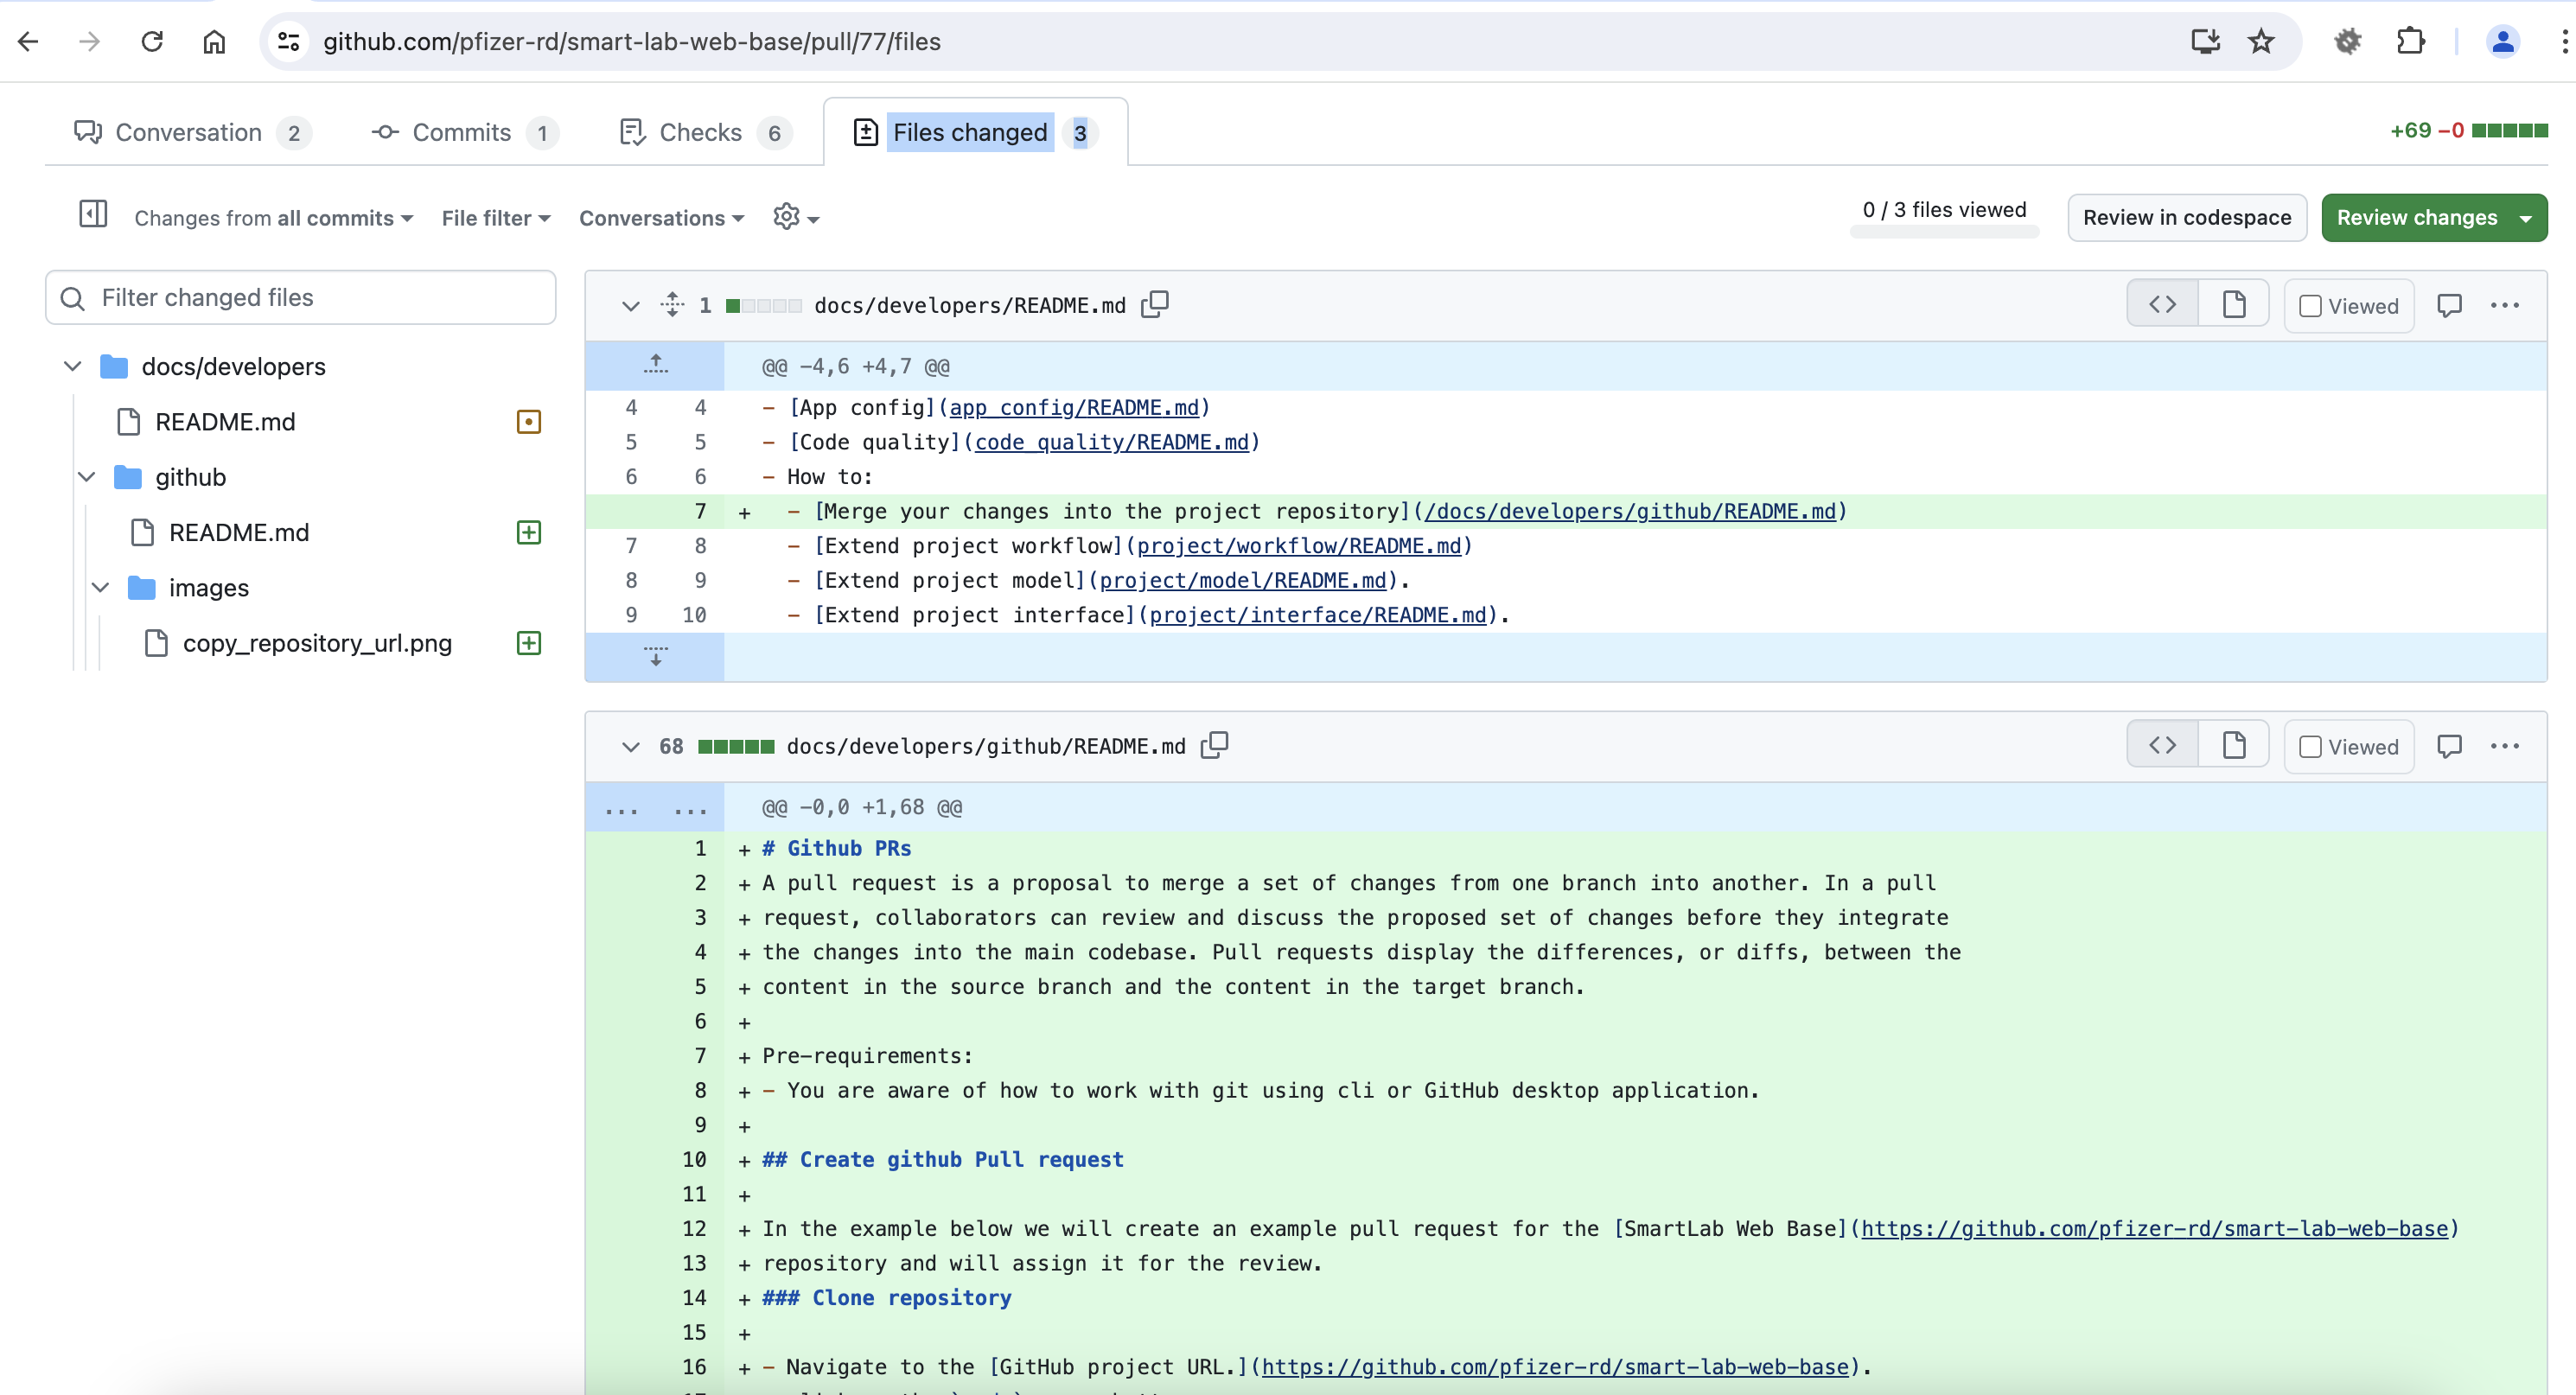 github.com/pfizer-rd/smart-lab-web-base/pull/77/files
Conversation 2 Commits 1 Checks 6 Files changed 3 +69 −0
Changes from all commits File filter Conversations 0 / 3 files viewed Review in codespace Review changes
Filter changed files
docs/developers
README.md
github
README.md
images
copy_repository_url.png
1 docs/developers/README.md Viewed
@@ -4,6 +4,7 @@
4 4 - [App config](app_config/README.md)
5 5 - [Code quality](code_quality/README.md)
6 6 - How to:
7 + - [Merge your changes into the project repository](/docs/developers/github/README.md)
7 8 - [Extend project workflow](project/workflow/README.md)
8 9 - [Extend project model](project/model/README.md).
9 10 - [Extend project interface](project/interface/README.md).
68 docs/developers/github/README.md Viewed
... ... @@ -0,0 +1,68 @@
1 + # Github PRs
2 + A pull request is a proposal to merge a set of changes from one branch into another. In a pull
3 + request, collaborators can review and discuss the proposed set of changes before they integrate
4 + the changes into the main codebase. Pull requests display the differences, or diffs, between the
5 + content in the source branch and the content in the target branch.
6 +
7 + Pre-requirements:
8 + - You are aware of how to work with git using cli or GitHub desktop application.
9 +
10 + ## Create github Pull request
11 +
12 + In the example below we will create an example pull request for the [SmartLab Web Base](https://github.com/pfizer-rd/smart-lab-web-base)
13 + repository and will assign it for the review.
14 + ### Clone repository
15 +
16 + - Navigate to the [GitHub project URL.](https://github.com/pfizer-rd/smart-lab-web-base).